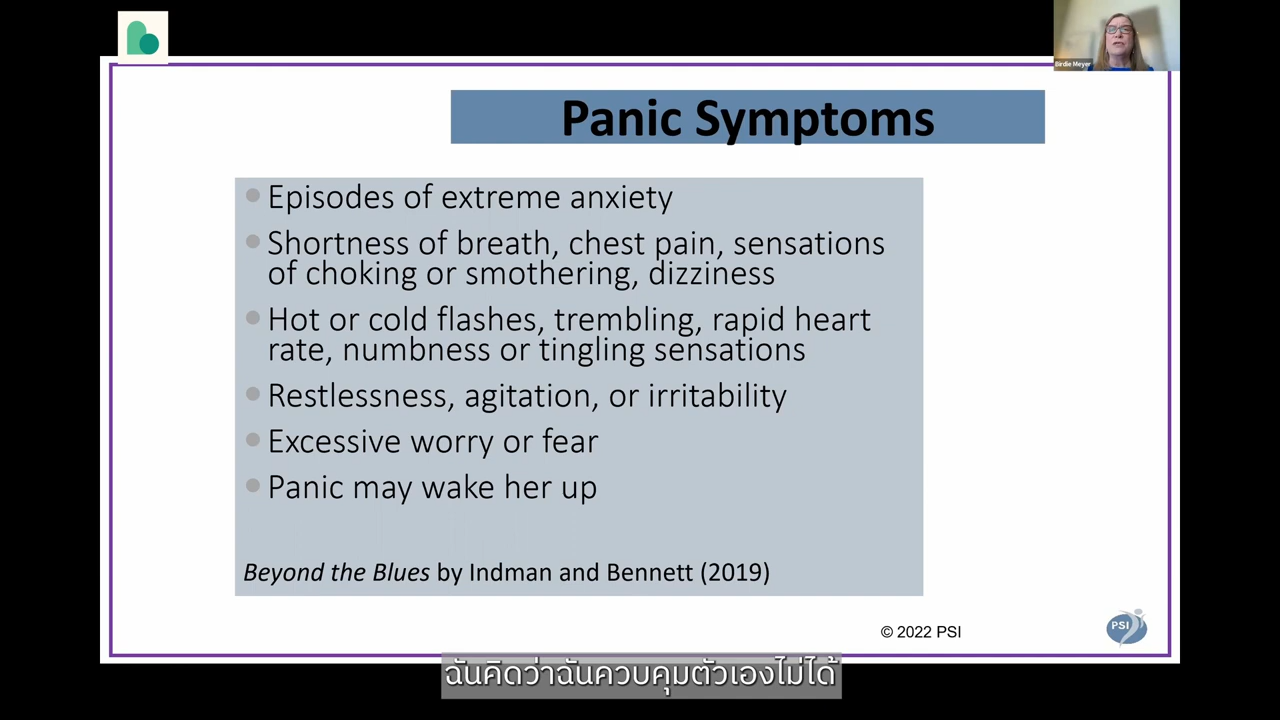 Birdie Meyer
Panic Symptoms
Episodes of extreme anxiety
Shortness of breath, chest pain, sensations
of choking or smothering, dizziness
Hot or cold flashes, trembling, rapid heart
rate, numbness or tingling sensations
Restlessness, agitation, or irritability
Excessive worry or fear
Panic may wake her up
Beyond the Blues by Indman and Bennett (2019)
© 2022 PSI
PSI
ฉันคิดว่าฉันควบคุมตัวเองไม่ได้